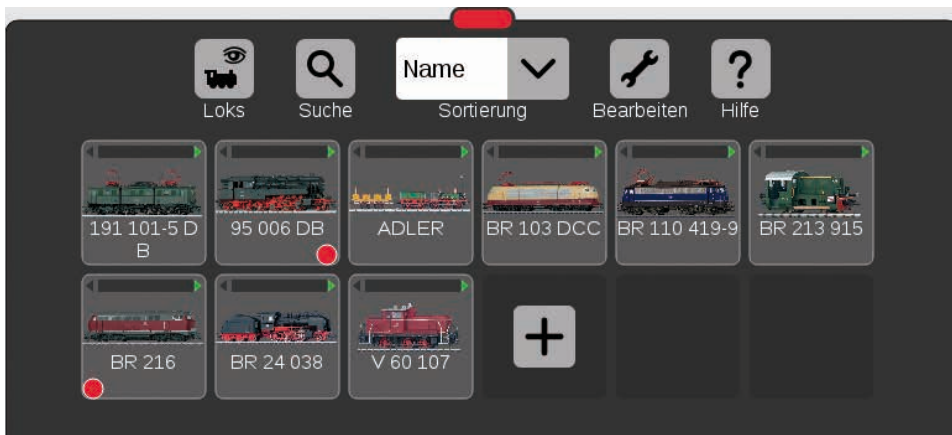 Name
Loks
Suche
Sortierung
Bearbeiten
?
Hilfe
191 101-5 D
B
95 006 DB
ADLER
BR 103 DCC
BR 110 419-9
BR 213 915
BR 216
BR 24 038
V 60 107